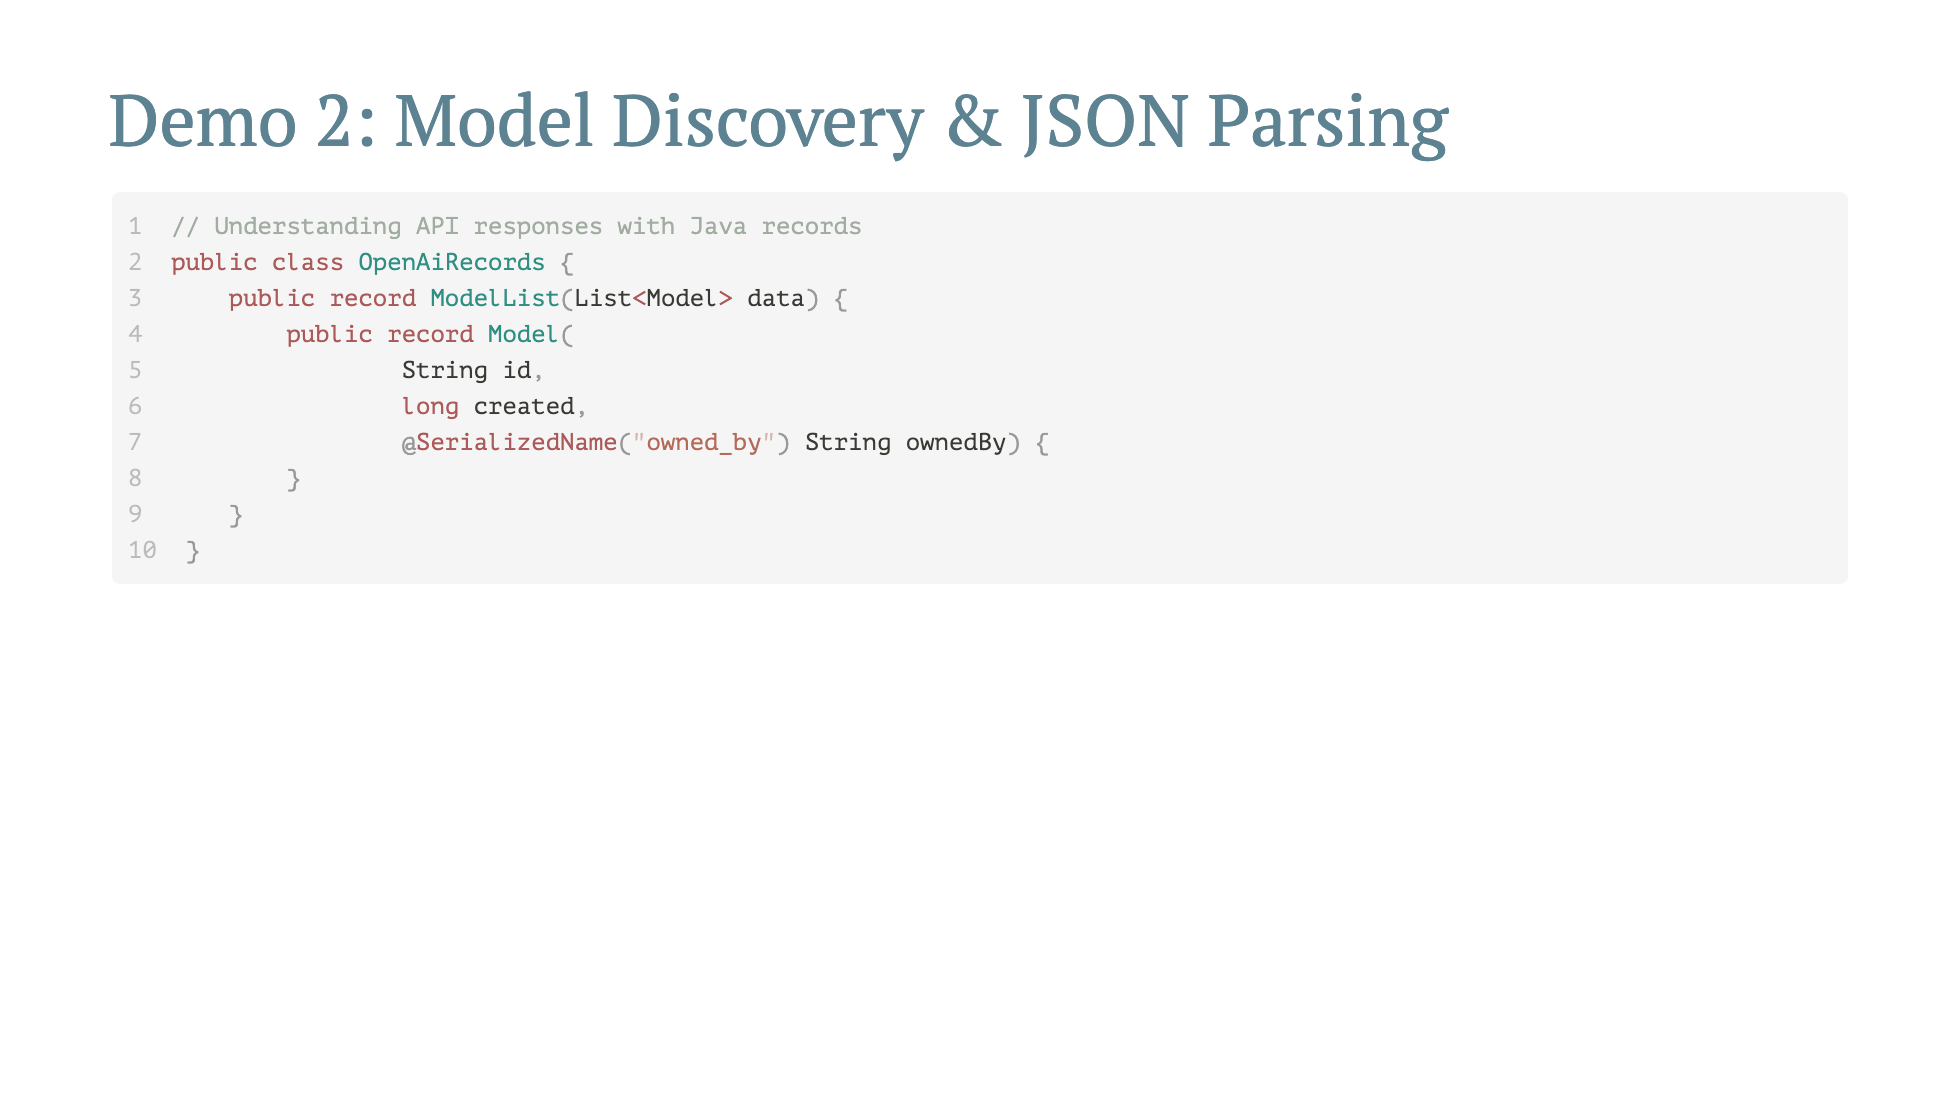 Demo 2: Model Discovery & JSON Parsing
1  // Understanding API responses with Java records
2  public class OpenAiRecords {
3      public record ModelList(List<Model> data) {
4          public record Model(
5                  String id,
6                  long created,
7                  @SerializedName("owned_by") String ownedBy) {
8          }
9      }
10  }